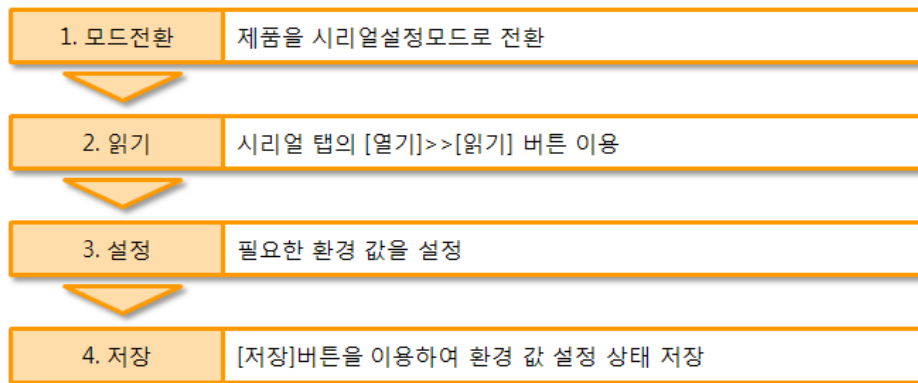 1. 모드전환 제품을 시리얼설정모드로 전환
2. 읽기 시리얼 탭의 [열기]>>[읽기] 버튼 이용
3. 설정 필요한 환경 값을 설정
4. 저장 [저장]버튼을 이용하여 환경 값 설정 상태 저장